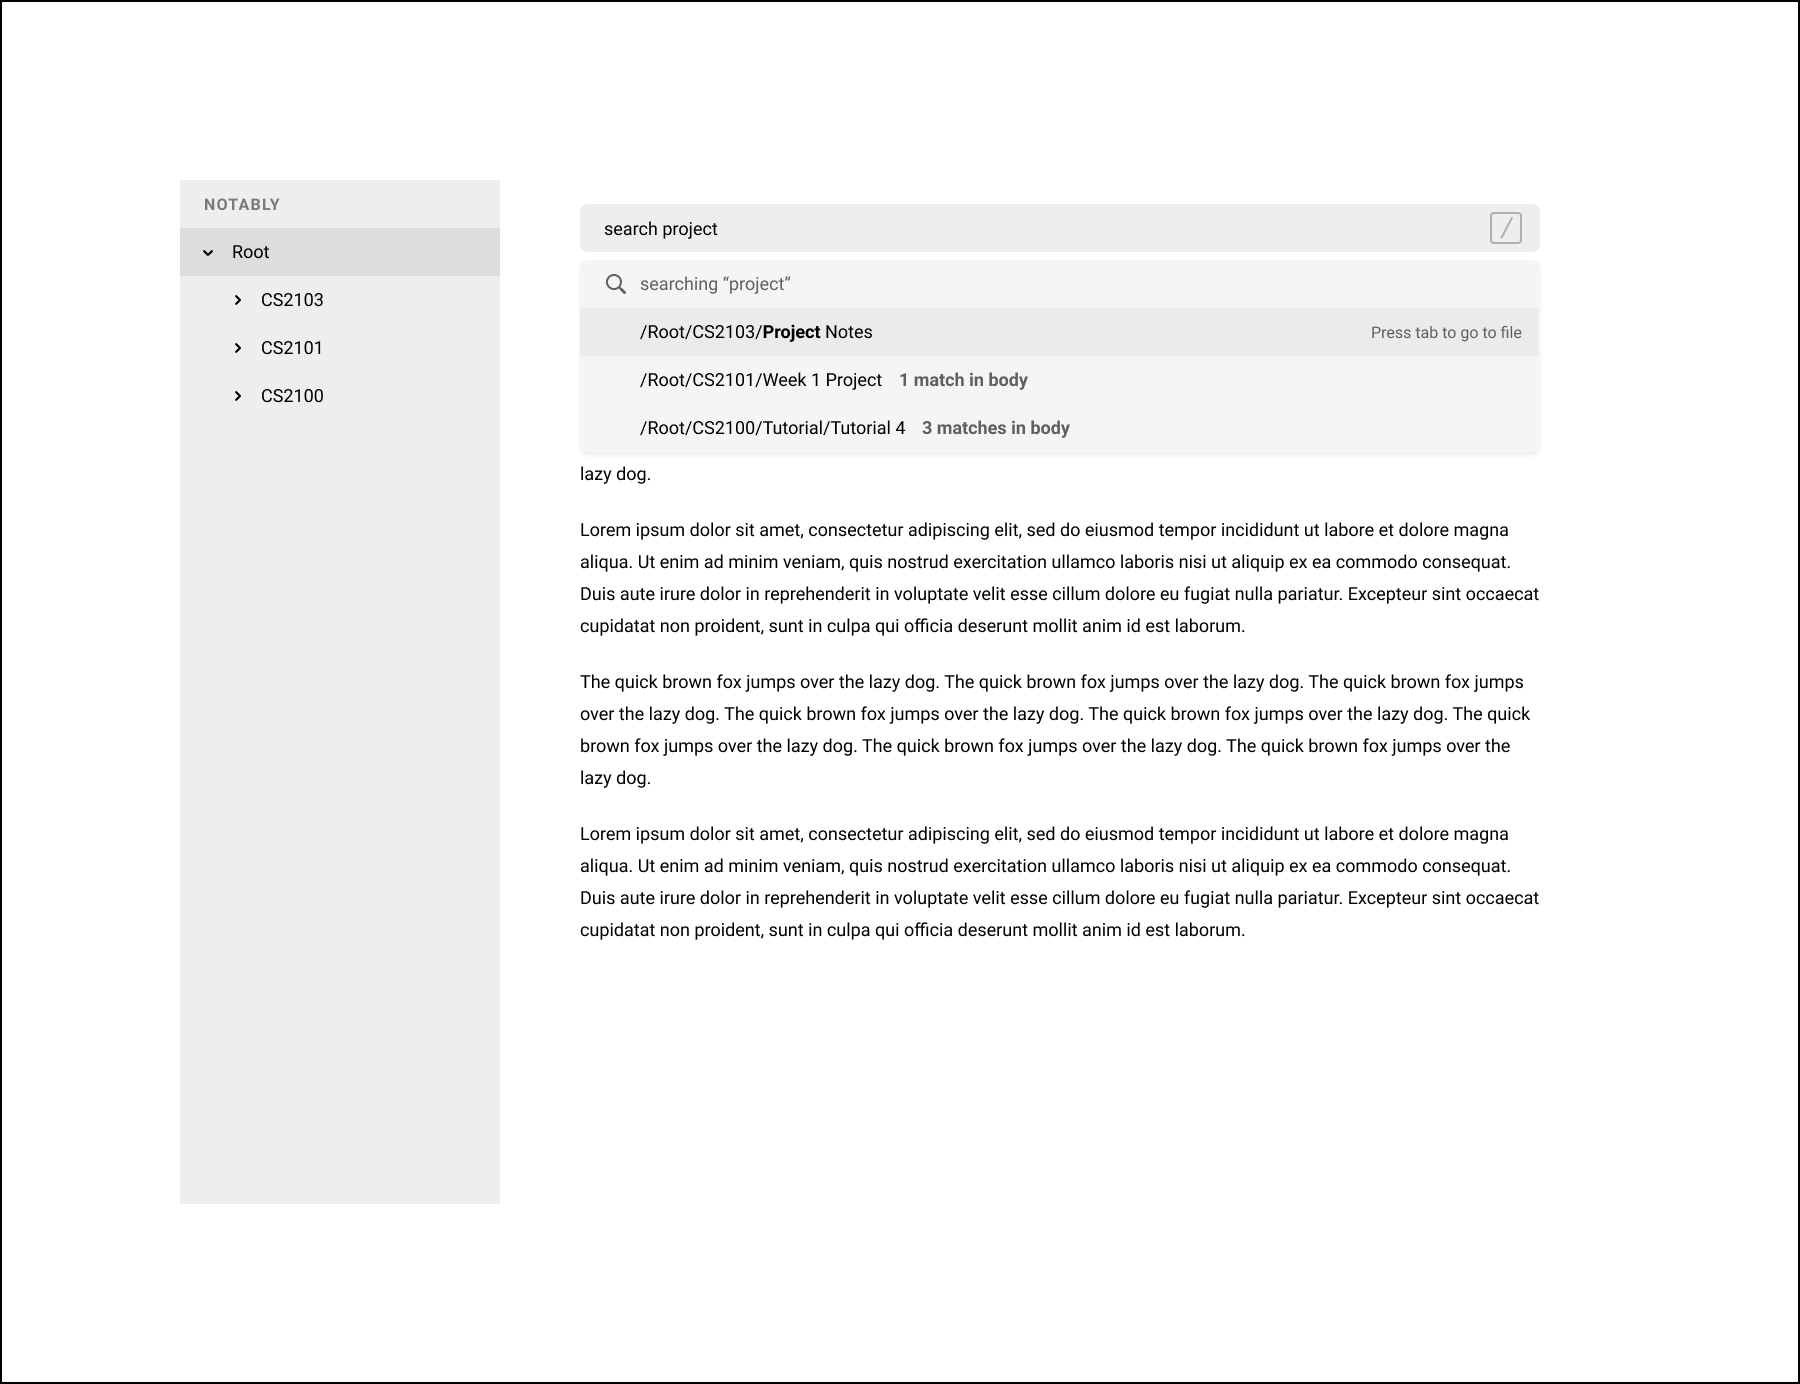 NOTABLY
Root
CS2103
CS2101
CS2100
search project
/
searching “project”
/Root/CS2103/Project Notes Press tab to go to file
/Root/CS2101/Week 1 Project 1 match in body
/Root/CS2100/Tutorial/Tutorial 4 3 matches in body
lazy dog.
Lorem ipsum dolor sit amet, consectetur adipiscing elit, sed do eiusmod tempor incididunt ut labore et dolore magna
aliqua. Ut enim ad minim veniam, quis nostrud exercitation ullamco laboris nisi ut aliquip ex ea commodo consequat.
Duis aute irure dolor in reprehenderit in voluptate velit esse cillum dolore eu fugiat nulla pariatur. Excepteur sint occaecat
cupidatat non proident, sunt in culpa qui officia deserunt mollit anim id est laborum.
The quick brown fox jumps over the lazy dog. The quick brown fox jumps over the lazy dog. The quick brown fox jumps
over the lazy dog. The quick brown fox jumps over the lazy dog. The quick brown fox jumps over the lazy dog. The quick
brown fox jumps over the lazy dog. The quick brown fox jumps over the lazy dog. The quick brown fox jumps over the
lazy dog.
Lorem ipsum dolor sit amet, consectetur adipiscing elit, sed do eiusmod tempor incididunt ut labore et dolore magna
aliqua. Ut enim ad minim veniam, quis nostrud exercitation ullamco laboris nisi ut aliquip ex ea commodo consequat.
Duis aute irure dolor in reprehenderit in voluptate velit esse cillum dolore eu fugiat nulla pariatur. Excepteur sint occaecat
cupidatat non proident, sunt in culpa qui officia deserunt mollit anim id est laborum.